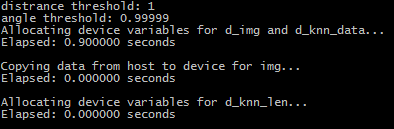 distrance threshold: 1
angle threshold: 0.99999
Allocating device variables for d_img and d_knn_data...
Elapsed: 0.900000 seconds
Copying data from host to device for img...
Elapsed: 0.000000 seconds
Allocating device variables for d_knn_len...
Elapsed: 0.000000 seconds